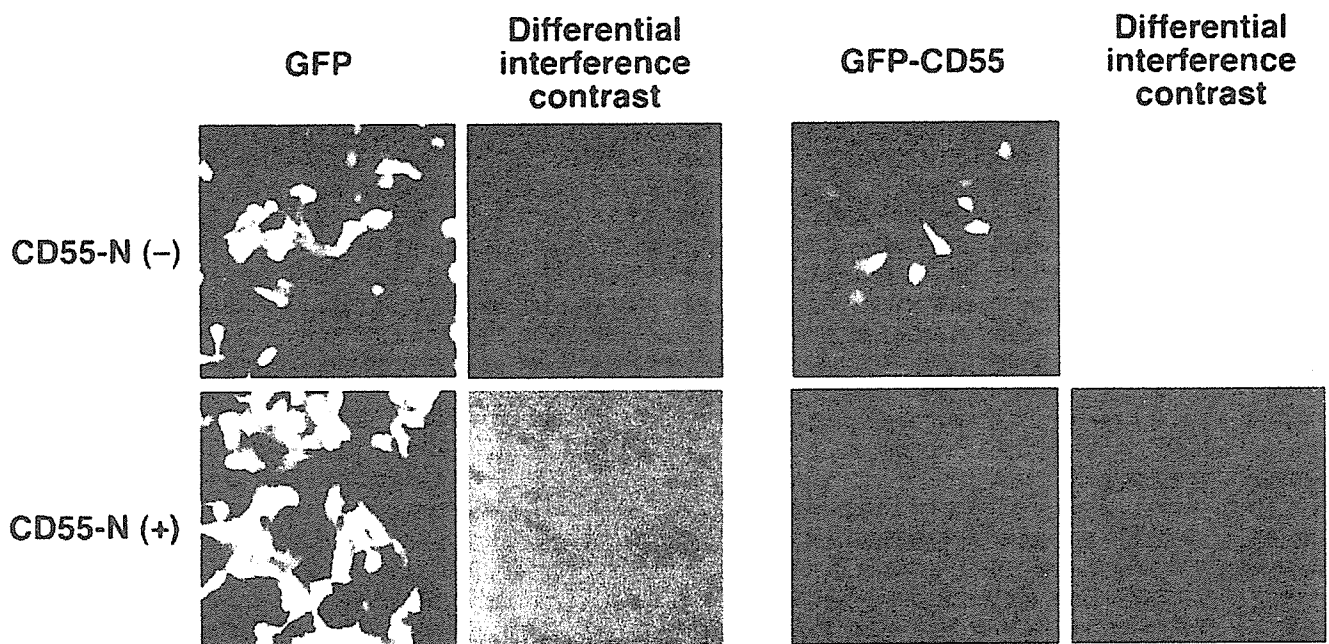 GFP
Differential
interference
contrast
GFP-CD55
Differential
interference
contrast
CD55-N (−)
CD55-N (+)